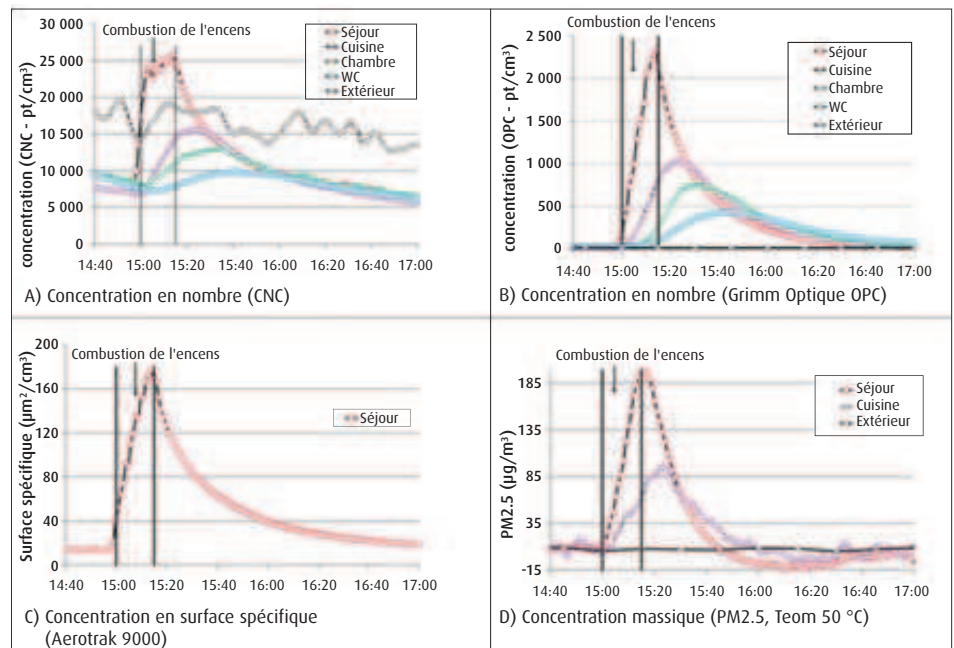 Combustion de l'encens
concentration (CNC - pt/cm³)
30 000
25 000
20 000
15 500
10 000
5 000
0
14:40 15:00 15:20 15:40 16:00 16:20 16:40 17:00
Séjour
Cuisine
Chambre
WC
Extérieur
A) Concentration en nombre (CNC)
Combustion de l'encens
concentration (OPC - pt/cm³)
2 500
2 000
1 500
1 000
500
0
14:40 15:00 15:20 15:40 16:00 16:20 16:40 17:00
Séjour
Cuisine
Chambre
WC
Extérieur
B) Concentration en nombre (Grimm Optique OPC)
Combustion de l'encens
Surface spécifique (µm²/cm³)
200
160
120
80
40
0
14:40 15:00 15:20 15:40 16:00 16:20 16:40 17:00
Séjour
C) Concentration en surface spécifique
(Aerotrak 9000)
Combustion de l'encens
PM2.5 (µg/m³)
185
135
85
35
-15
14:40 15:00 15:20 15:40 16:00 16:20 16:40 17:00
Séjour
Cuisine
Extérieur
D) Concentration massique (PM2.5, Teom 50 °C)